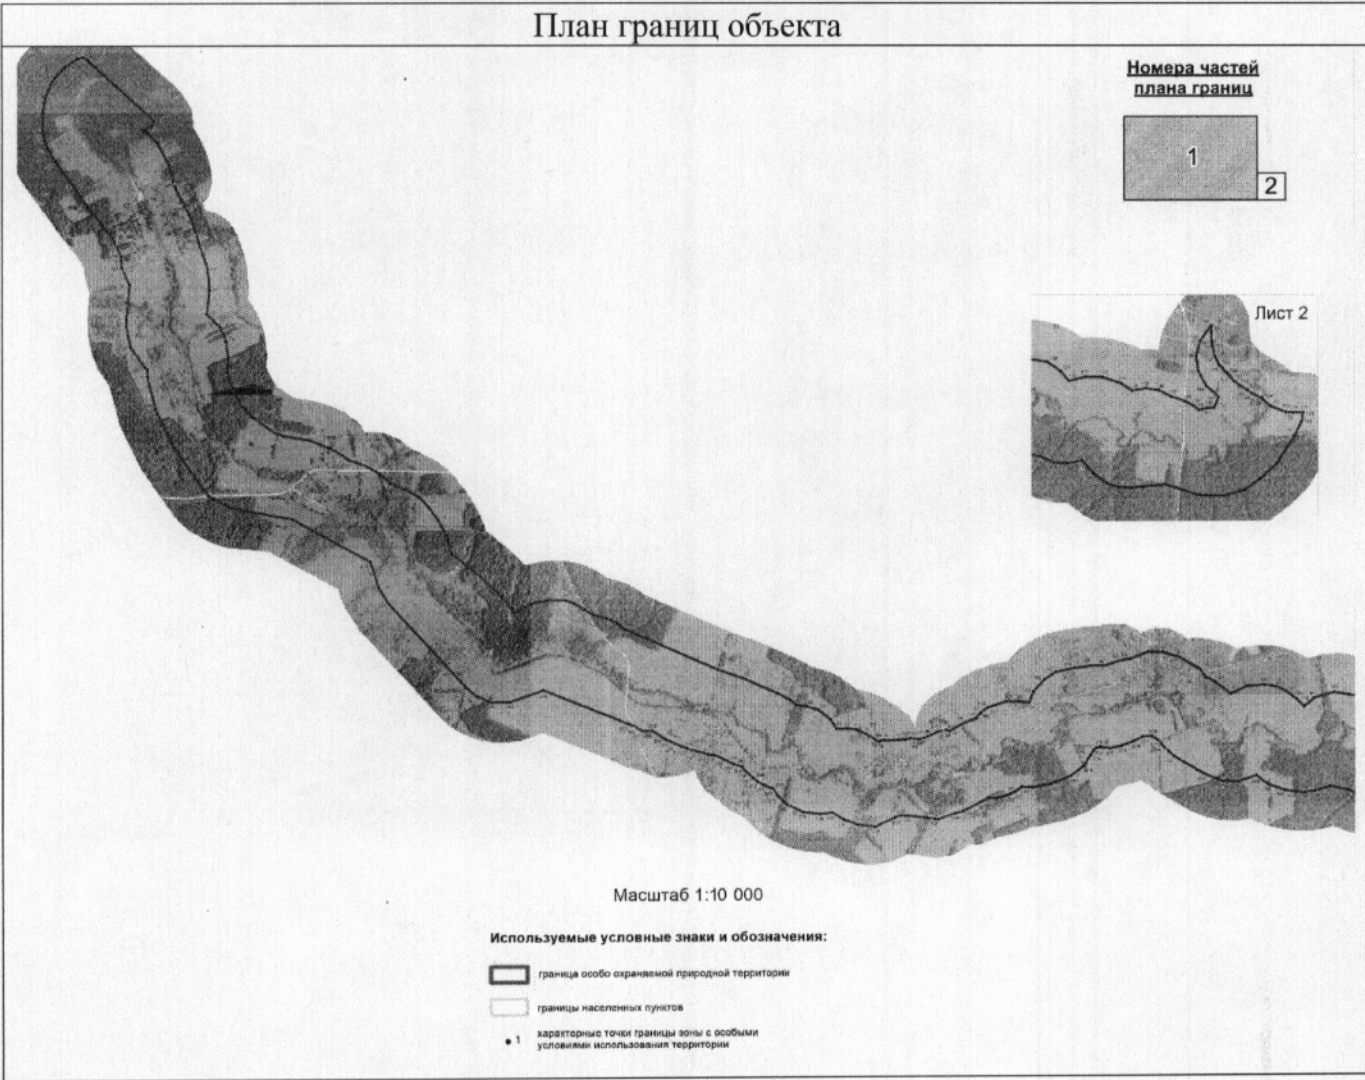 План границ объекта
Номера частей
плана границ
1
2
Лист 2
Масштаб 1:10 000
Используемые условные знаки и обозначения:
граница особо охраняемой природной территории
границы населенных пунктов
1
характерные точки границы зоны с особыми
условиями использования территории